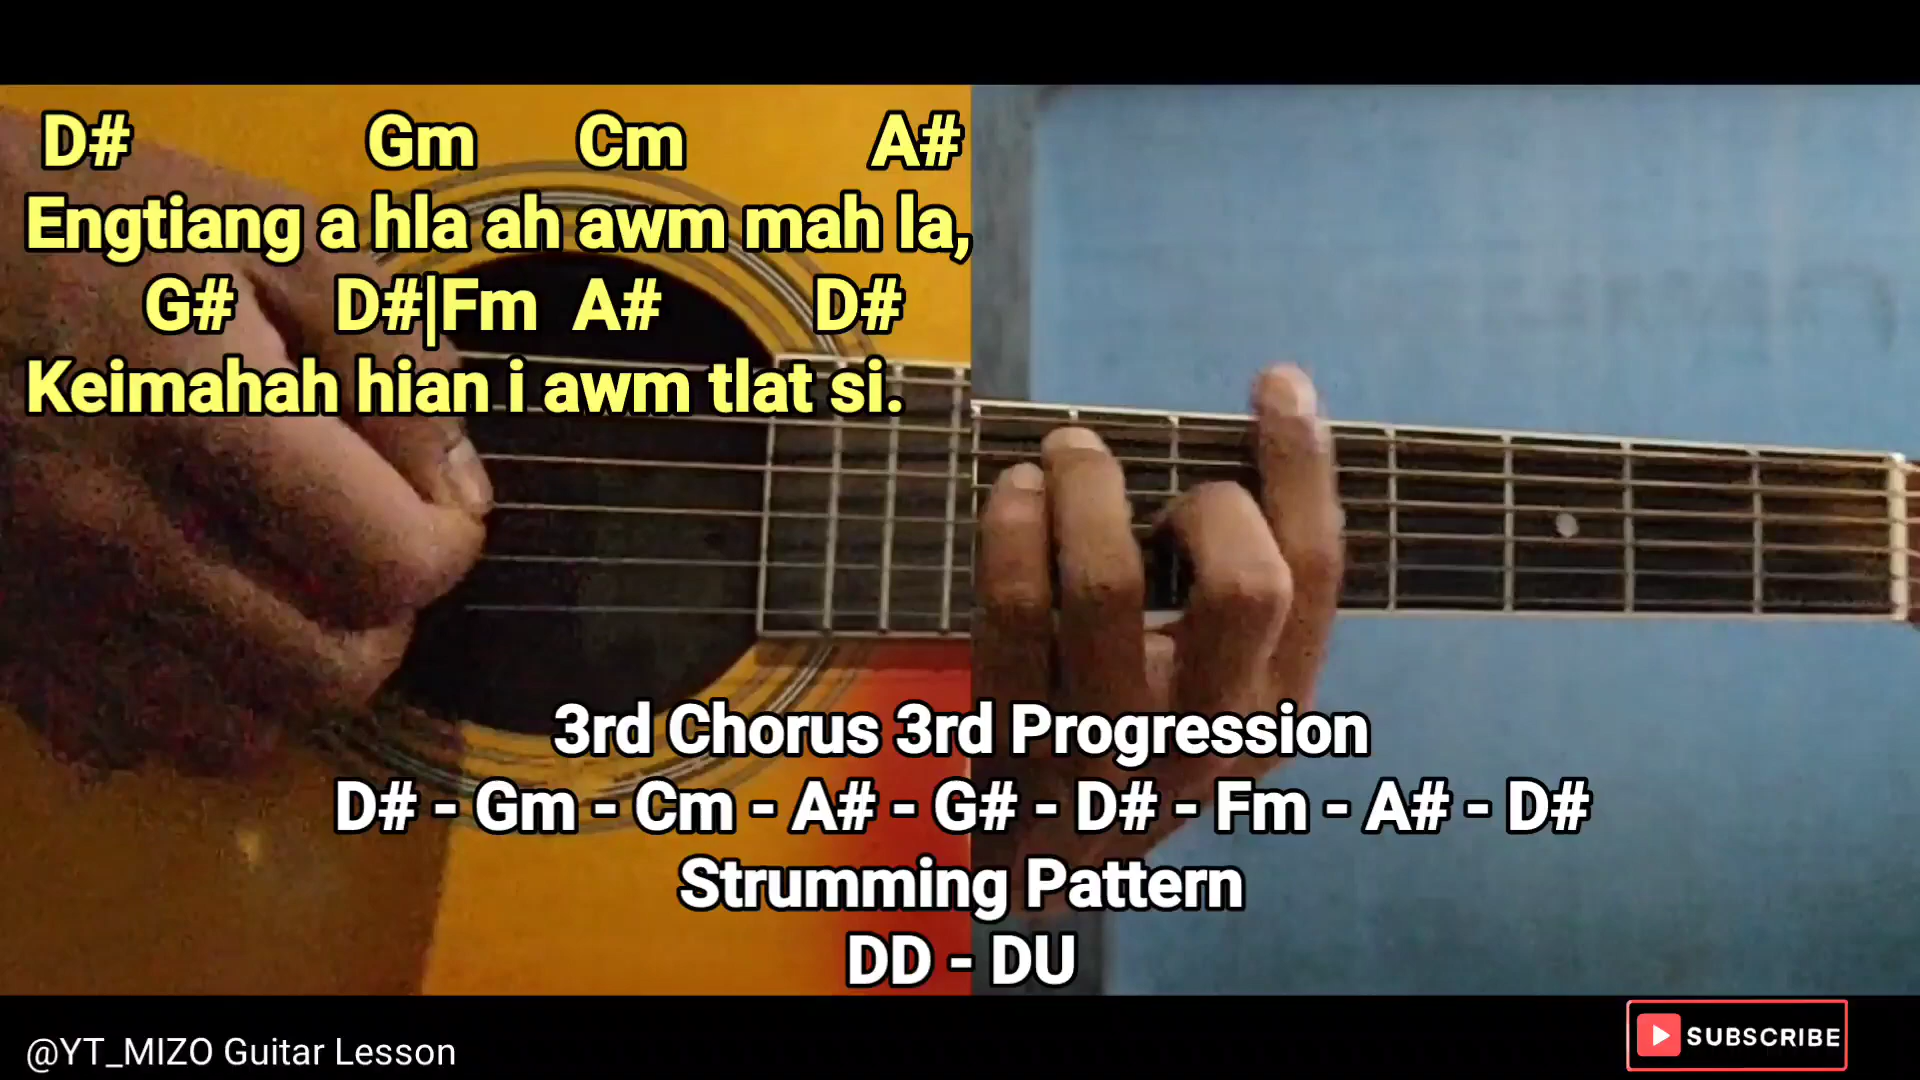 D# Gm Cm A#
Engtiang a hla ah awm mah la,
G# D#|Fm A# D#
Keimahah hian i awm tlat si.
3rd Chorus 3rd Progression
D# - Gm - Cm - A# - G# - D# - Fm - A# - D#
Strumming Pattern
DD - DU
@YT_MIZO Guitar Lesson
SUBSCRIBE